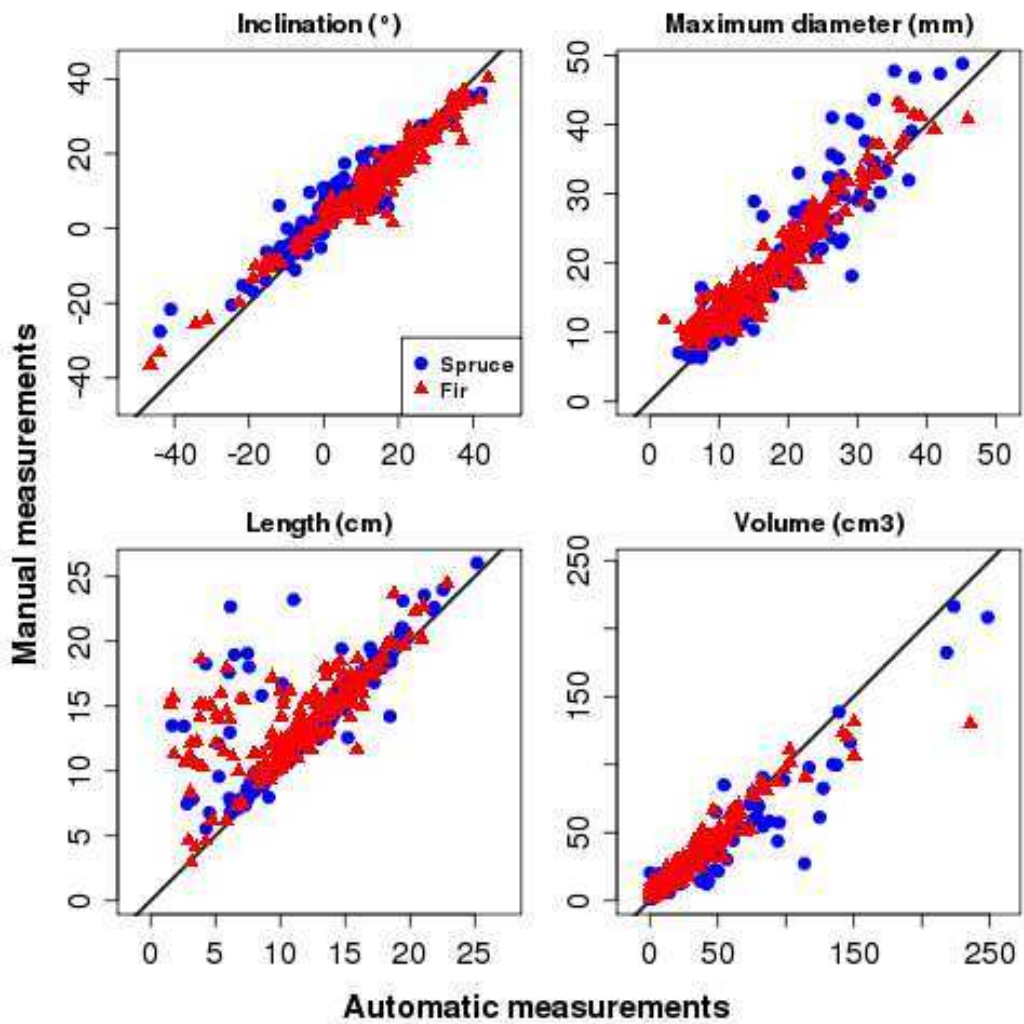 Inclination (°)
Maximum diameter (mm)
40
20
0
-20
-40
-40 -20 0 20 40
Spruce
Fir
50
40
30
20
10
0
0 10 20 30 40 50
Manual measurements
Length (cm)
Volume (cm3)
25
20
15
10
5
0
0 5 10 15 20 25
250
150
50
0
0 50 150 250
Automatic measurements